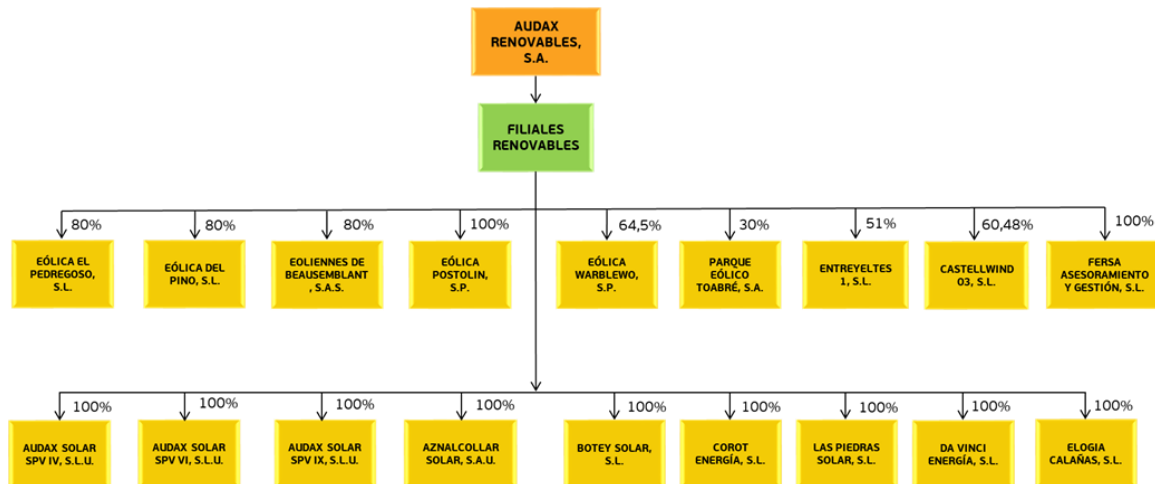 AUDAX
RENOVABLES,
S.A.
FILIALES
RENOVABLES
80%
80%
80%
100%
64,5%
30%
51%
60,48%
100%
EÓLICA EL
PEDREGOSO,
S.L.
EÓLICA DEL
PINO, S.L.
EOLIENNES DE
BEAUSEMBLANT
, S.A.S.
EÓLICA
POSTOLIN,
S.P.
EÓLICA
WARBLEWO,
S.P.
PARQUE
EÓLICO
TOABRÉ, S.A.
ENTREYELTES
1, S.L.
CASTELLWIND
03, S.L.
FERSA
ASESORAMIENTO
Y GESTIÓN, S.L.
100%
100%
100%
100%
100%
100%
100%
100%
100%
AUDAX SOLAR
SPV IV, S.L.U.
AUDAX SOLAR
SPV VI, S.L.U.
AUDAX SOLAR
SPV IX, S.L.U.
AZNALCOLLAR
SOLAR, S.A.U.
BOTEY SOLAR,
S.L.
COROT
ENERGÍA, S.L.
LAS PIEDRAS
SOLAR, S.L.
DA VINCI
ENERGÍA, S.L.
ELOGIA
CALAÑAS, S.L.